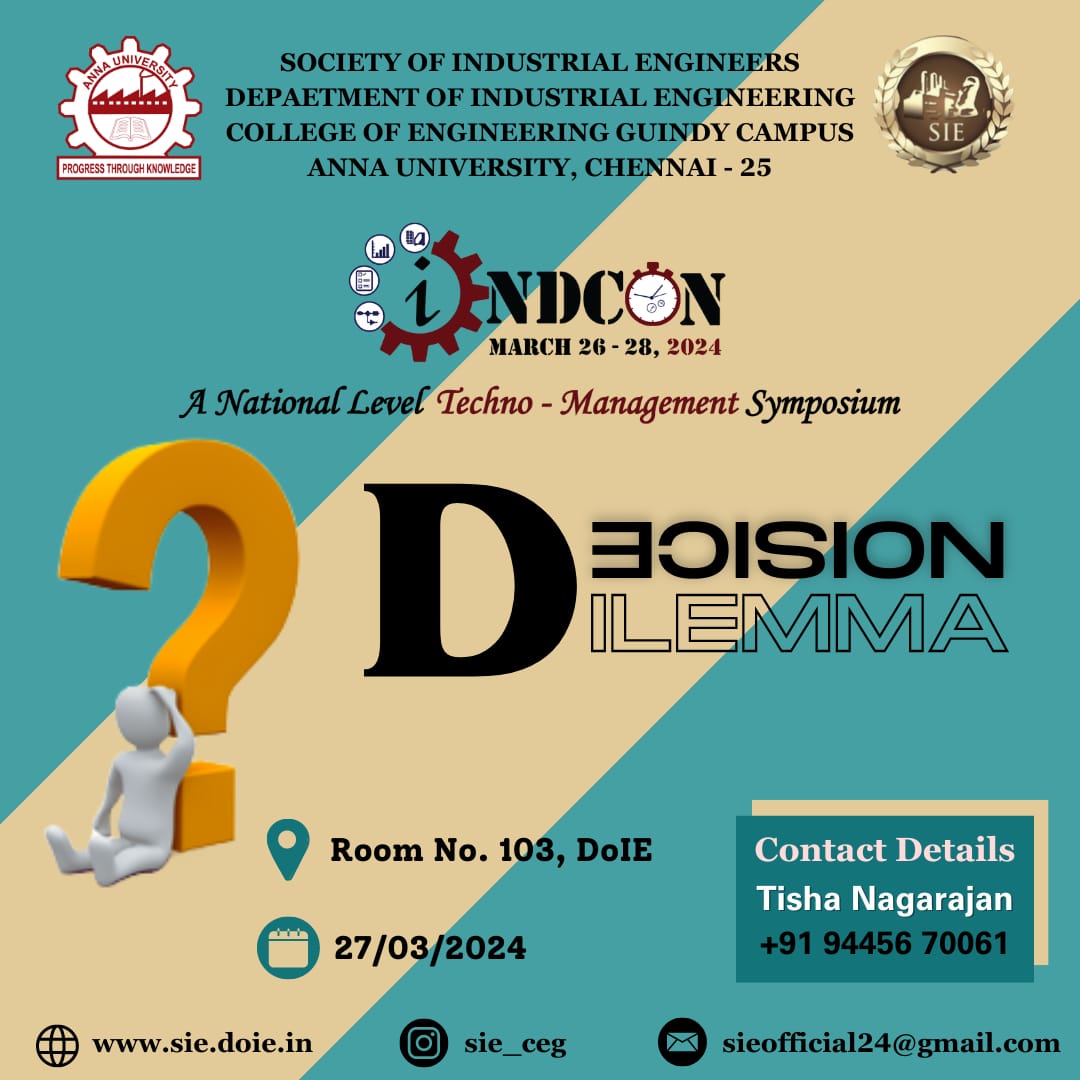 SOCIETY OF INDUSTRIAL ENGINEERS
DEPAETMENT OF INDUSTRIAL ENGINEERING
COLLEGE OF ENGINEERING GUINDY CAMPUS
ANNA UNIVERSITY, CHENNAI - 25
ANNA UNIVERSITY
PROGRESS THROUGH KNOWLEDGE
SIE
iNDCON
MARCH 26 - 28, 2024
A National Level Techno - Management Symposium
DECISION
DILEMMA
Room No. 103, DoIE
27/03/2024
Contact Details
Tisha Nagarajan
+91 94456 70061
www.sie.doie.in
sie_ceg
sieofficial24@gmail.com